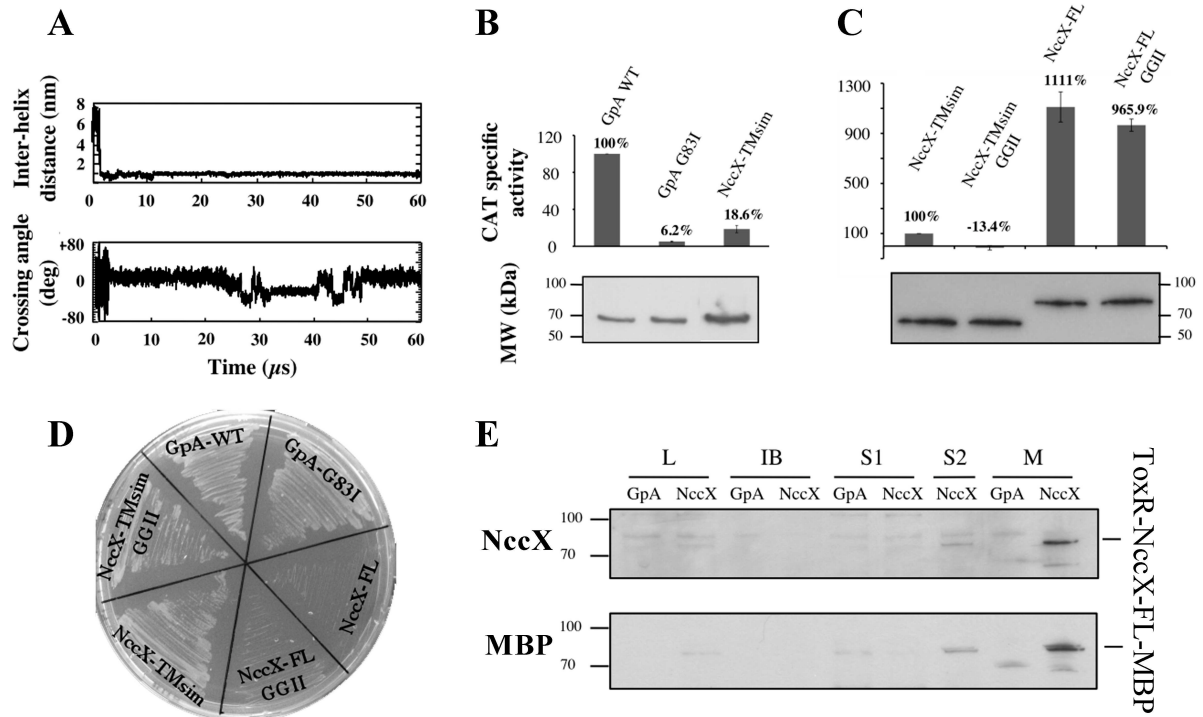 A
Inter-helix
distance (nm)
8
6
4
2
0 10 20 30 40 50 60
Crossing angle
(deg)
+80
0
-80
0 10 20 30 40 50 60
Time (µs)
B
CAT specific
activity
120
80
40
0
GpA WT
100%
GpA G83I
6.2%
NccX-TMsim
18.6%
MW (kDa)
100
70
50
C
1300
900
500
100
NccX-TMsim
100%
NccX-TMsim
GGII
-13.4%
NccX-FL
1111%
NccX-FL
GGII
965.9%
100
70
50
D
GpA-WT
GpA-G83I
NccX-FL
NccX-FL
GGII
NccX-TMsim
NccX-TMsim
GGII
E
L IB S1 S2 M
GpA NccX GpA NccX GpA NccX NccX GpA NccX
NccX
100
70
MBP
100
70
ToxR-NccX-FL-MBP